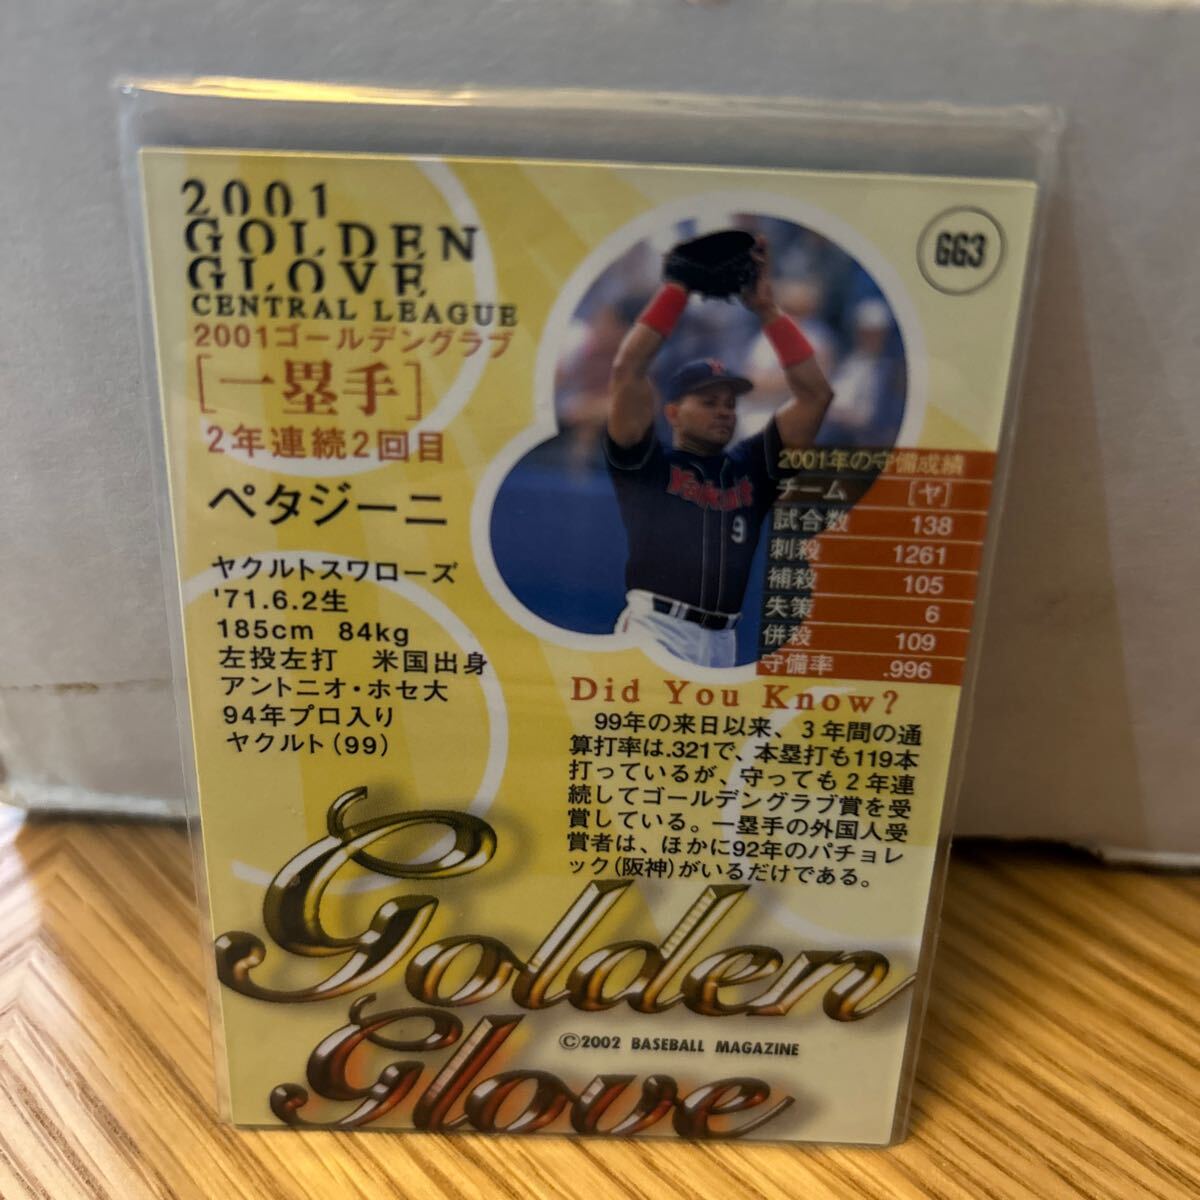 2001
GOLDEN
GLOVE
CENTRAL LEAGUE
2001ゴールデングラブ
[一塁手]
2年連続2回目
ペタジーニ
ヤクルトスワローズ
'71.6.2生
185cm 84kg
左投左打 米国出身
アントニオ・ホセ大
94年プロ入り
ヤクルト(99)
GG3
Yakult
9
2001年の守備成績
チーム [ヤ]
試合数 138
刺殺 1261
補殺 105
失策 6
併殺 109
守備率 .996
Did You Know?
99年の来日以来、3年間の通
算打率は.321で、本塁打も119本
打っているが、守っても2年連
続してゴールデングラブ賞を受
賞している。一塁手の外国人受
賞者は、ほかに92年のパチョレ
ック(阪神)がいるだけである。
Golden
Glove
©2002 BASEBALL MAGAZINE